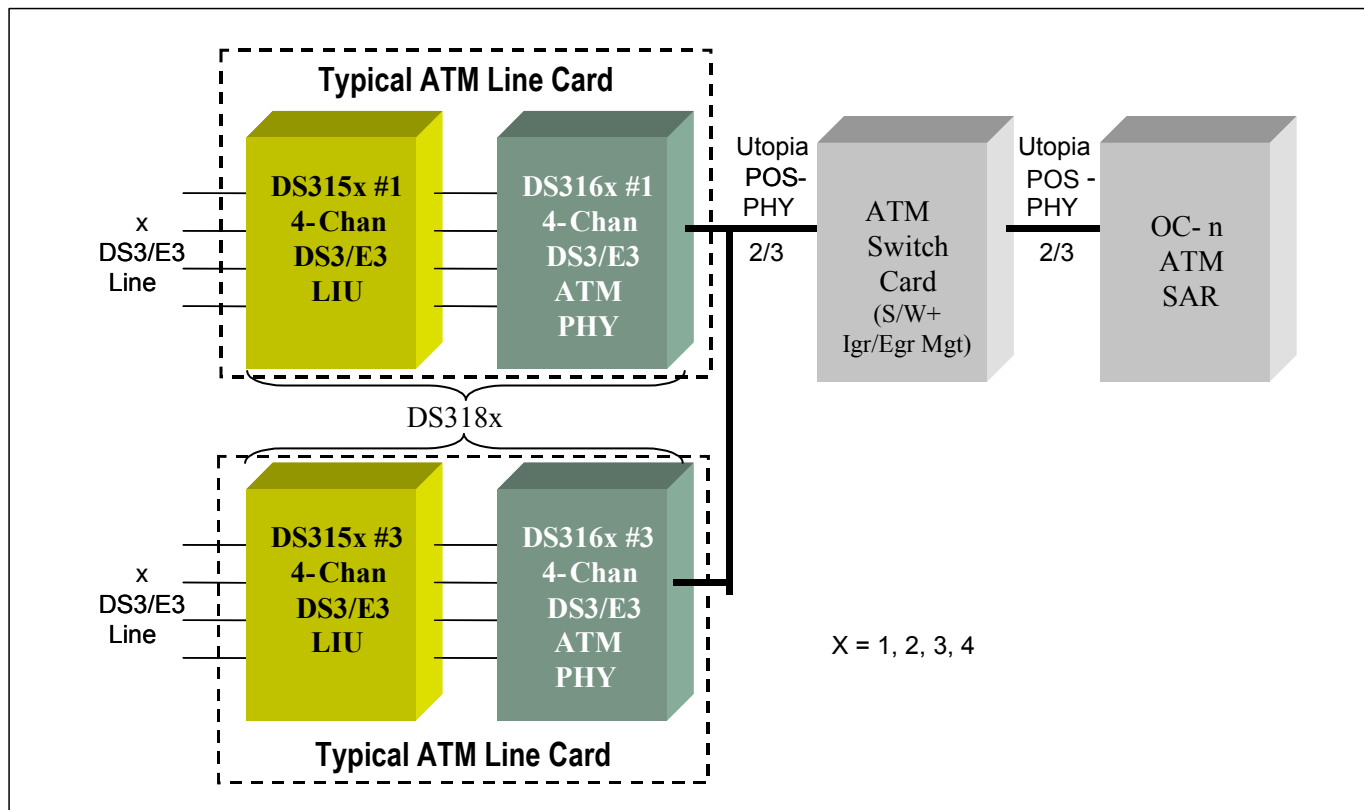 Typical ATM Line Card
x
DS3/E3
Line
DS315x #1
4-Chan
DS3/E3
LIU
DS316x #1
4-Chan
DS3/E3
ATM
PHY
Utopia
POS-
PHY
2/3
ATM
Switch
Card
(S/W+
Igr/Egr Mgt)
Utopia
POS -
PHY
2/3
OC- n
ATM
SAR
DS318x
x
DS3/E3
Line
DS315x #3
4-Chan
DS3/E3
LIU
DS316x #3
4-Chan
DS3/E3
ATM
PHY
X = 1, 2, 3, 4
Typical ATM Line Card